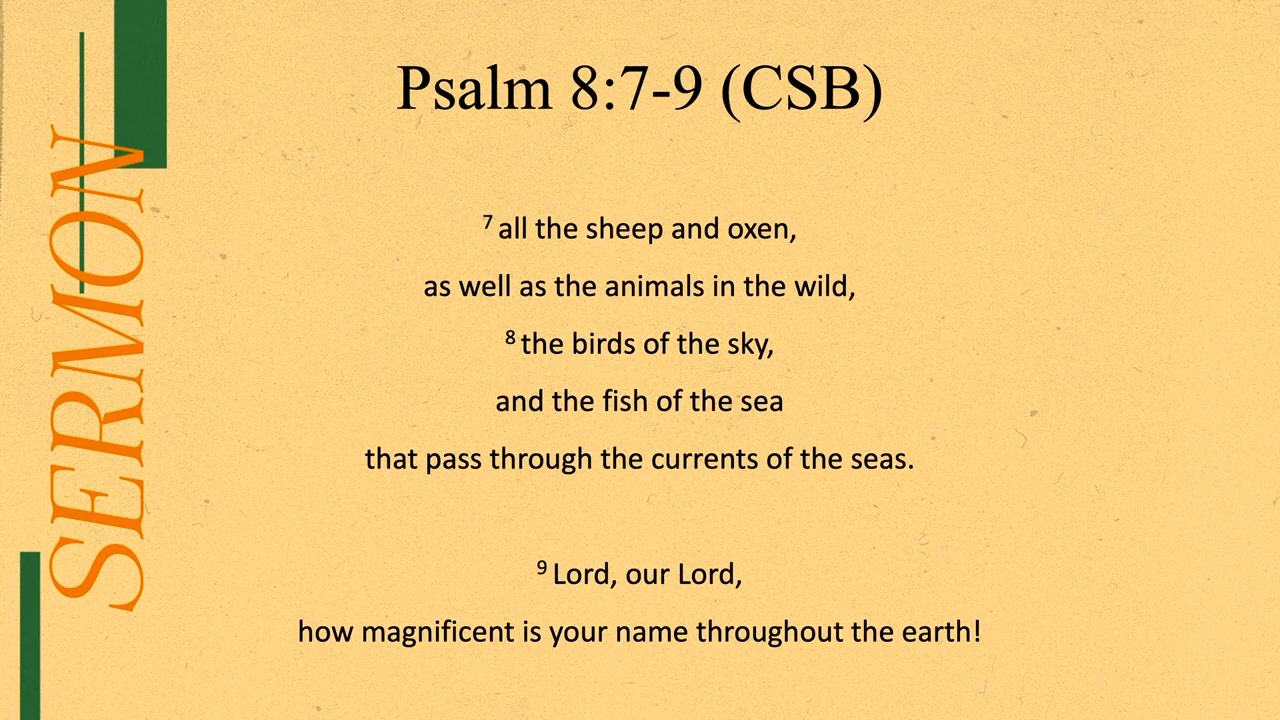 Psalm 8:7-9 (CSB)
SERMON
7 all the sheep and oxen,
as well as the animals in the wild,
8 the birds of the sky,
and the fish of the sea
that pass through the currents of the seas.
9 Lord, our Lord,
how magnificent is your name throughout the earth!